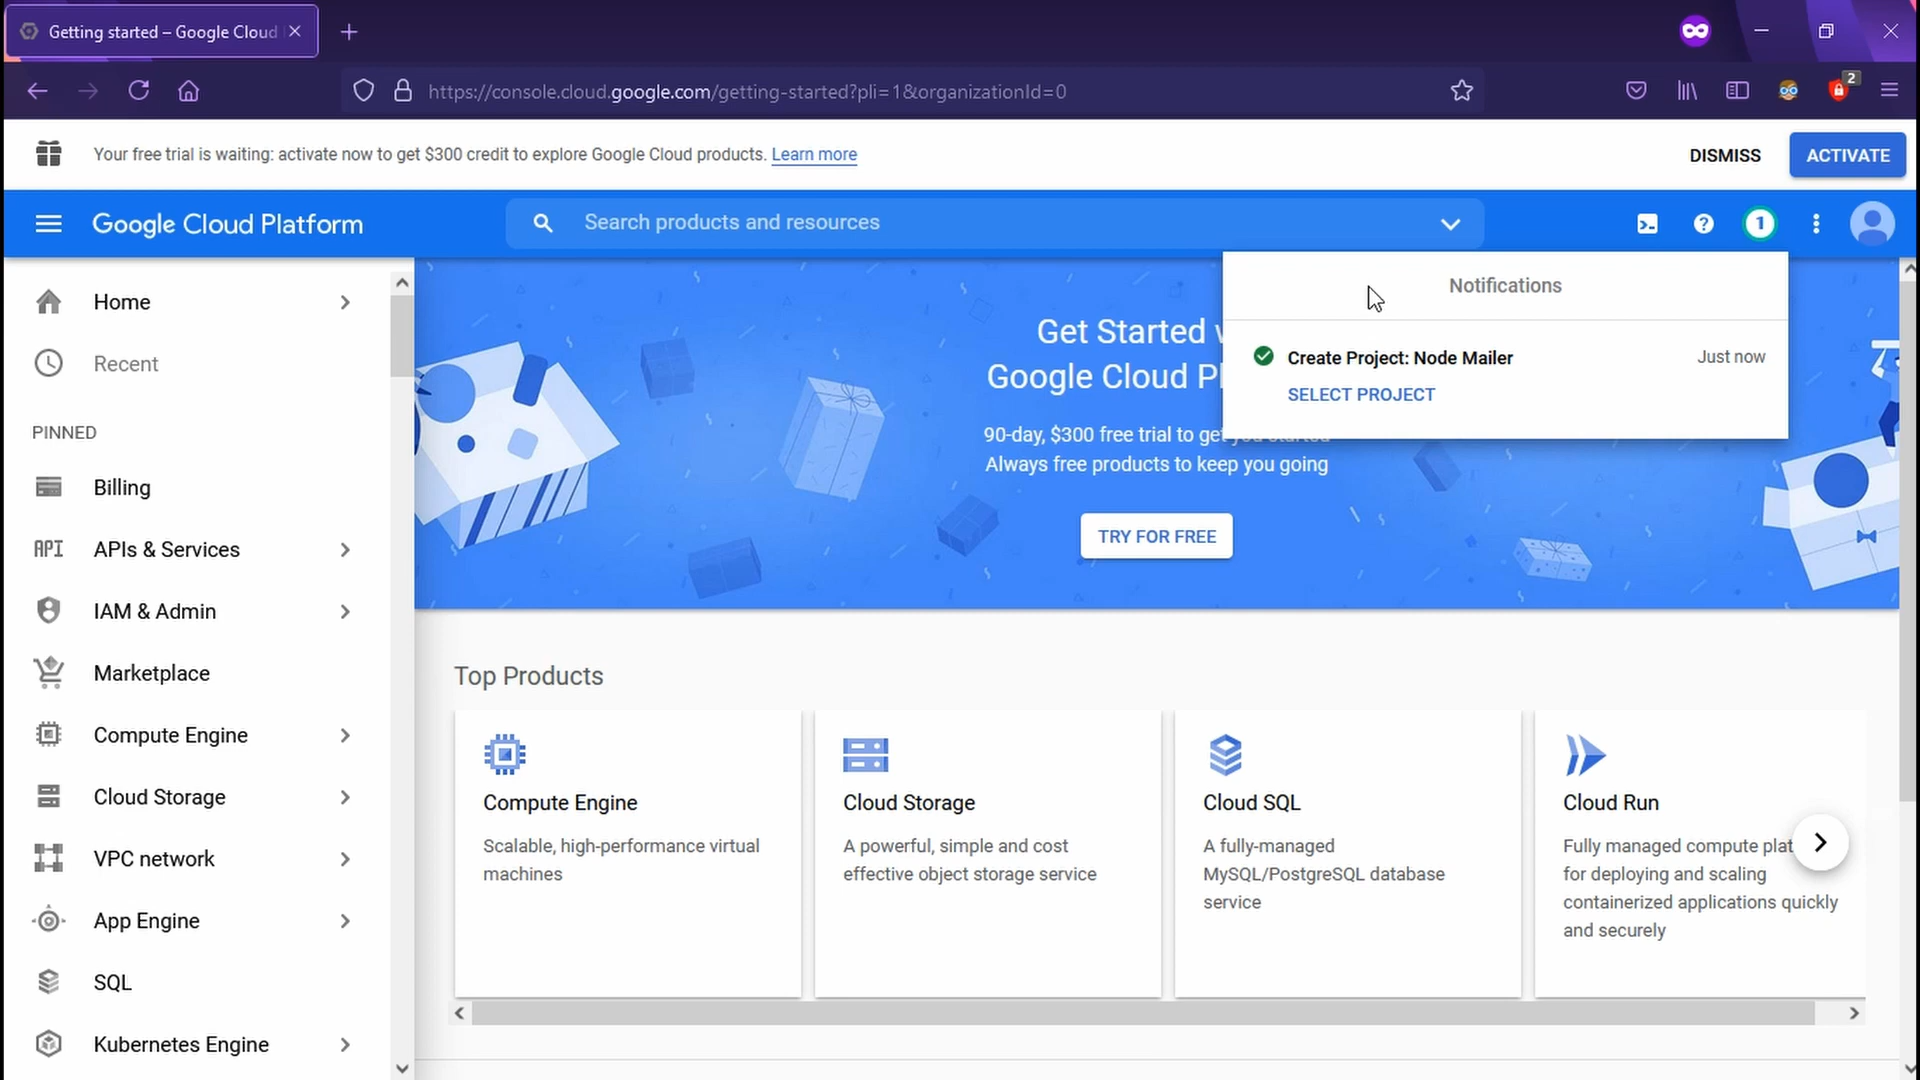 Getting started – Google Cloud
https://console.cloud.google.com/getting-started?pli=1&organizationId=0
2
Your free trial is waiting: activate now to get $300 credit to explore Google Cloud products. Learn more
DISMISS
ACTIVATE
Google Cloud Platform
Search products and resources
1
Notifications
Create Project: Node Mailer
Just now
SELECT PROJECT
Home
Recent
PINNED
Billing
API
APIs & Services
IAM & Admin
Marketplace
Compute Engine
Cloud Storage
VPC network
App Engine
SQL
Kubernetes Engine
Get Started
Google Cloud
90-day, $300 free trial to get you started
Always free products to keep you going
TRY FOR FREE
Top Products
Compute Engine
Scalable, high-performance virtual
machines
Cloud Storage
A powerful, simple and cost
effective object storage service
Cloud SQL
A fully-managed
MySQL/PostgreSQL database
service
Cloud Run
Fully managed compute
for deploying and scaling
containerized applications quickly
and securely